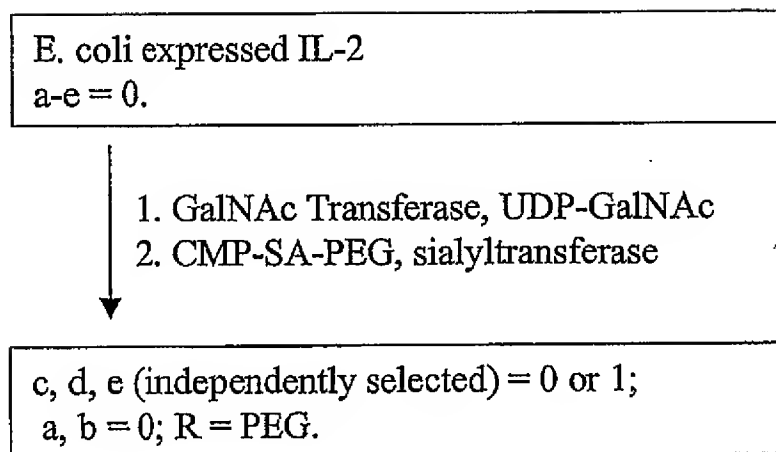 E. coli expressed IL-2
a-e = 0.
1. GalNAc Transferase, UDP-GalNAc
2. CMP-SA-PEG, sialyltransferase
c, d, e (independently selected) = 0 or 1;
a, b = 0; R = PEG.